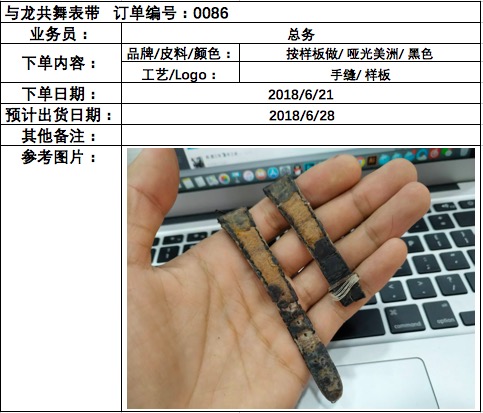 与龙共舞表带 订单编号：0086
业务员： 总务
下单内容： 品牌/皮料/颜色： 按样板做/ 哑光美洲/ 黑色
工艺/Logo： 手缝/ 样板
下单日期： 2018/6/21
预计出货日期： 2018/6/28
其他备注：
参考图片：
command
option